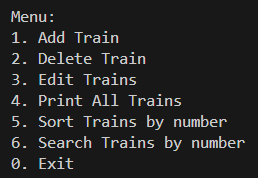 Menu:
1. Add Train
2. Delete Train
3. Edit Trains
4. Print All Trains
5. Sort Trains by number
6. Search Trains by number
0. Exit